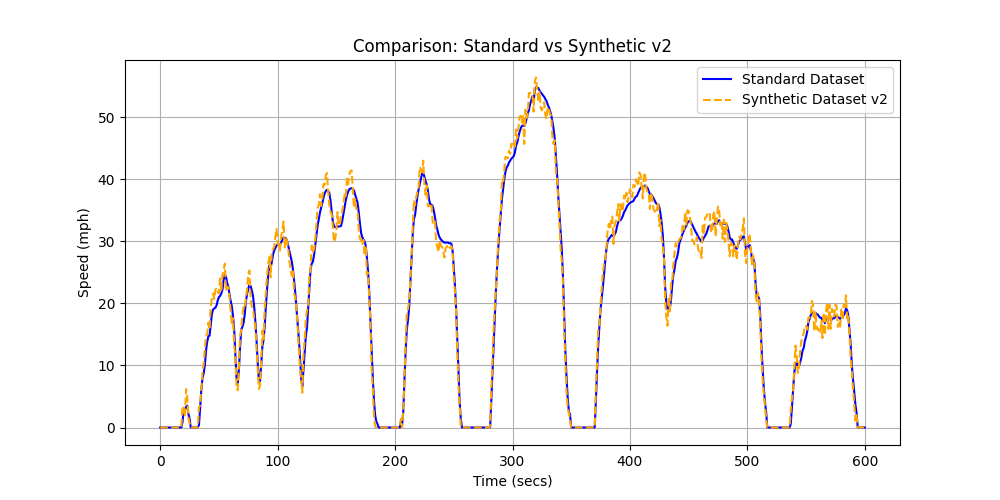 Comparison: Standard vs Synthetic v2
Standard Dataset
Synthetic Dataset v2
Speed (mph)
50
40
30
20
10
0
0 100 200 300 400 500 600
Time (secs)